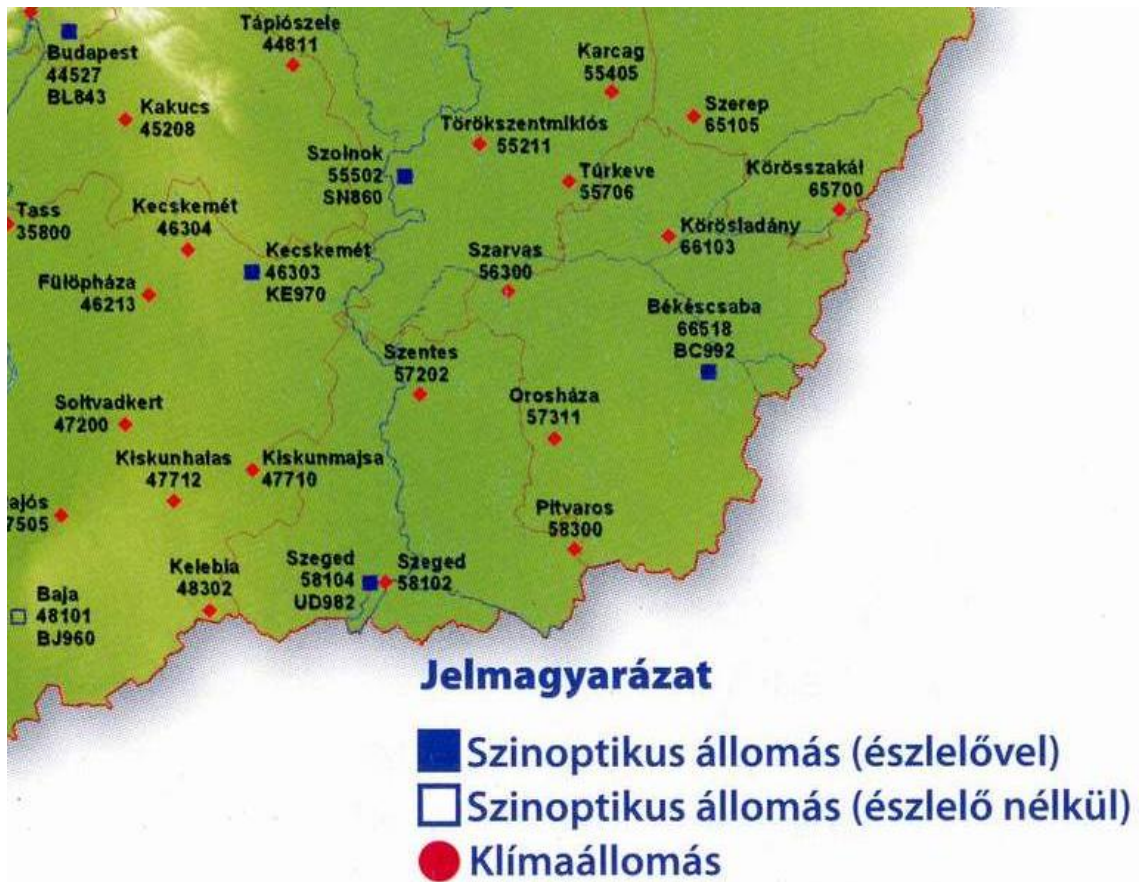 Tápiószele
44811
Budapest
44527
BL843
Karcag
55405
Kakucs
45208
Szerep
65105
Törökszentmiklós
55211
Szolnok
55502
SN860
Túrkeve
55706
Körösszakál
65700
Tass
35800
Kecskemét
46304
Körösladány
66103
Kecskemét
46303
KE970
Szarvas
56300
Fülöpháza
46213
Békéscsaba
66518
BC992
Szentes
57202
Orosháza
57311
Soltvadkert
47200
Kiskunhalas
47712
Kiskunmajsa
47710
ajós
7505
Pitvaros
58300
Kelebia
48302
Szeged
58104
UD982
Szeged
58102
Baja
48101
BJ960
Jelmagyarázat
Szinoptikus állomás (észlelővel)
Szinoptikus állomás (észlelő nélkül)
Klímaállomás